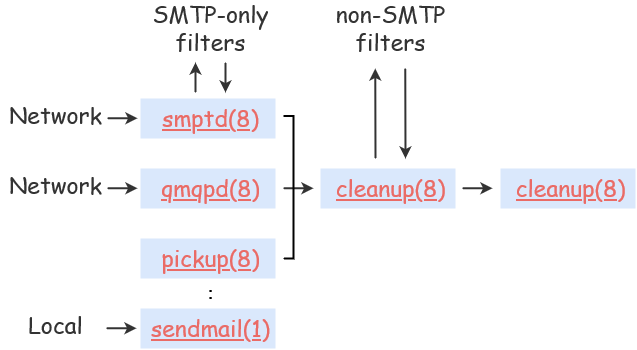 SMTP-only
filters
non-SMTP
filters
Network
smptd(8)
Network
qmqpd(8)
cleanup(8)
cleanup(8)
pickup(8)
:
Local
sendmail(1)